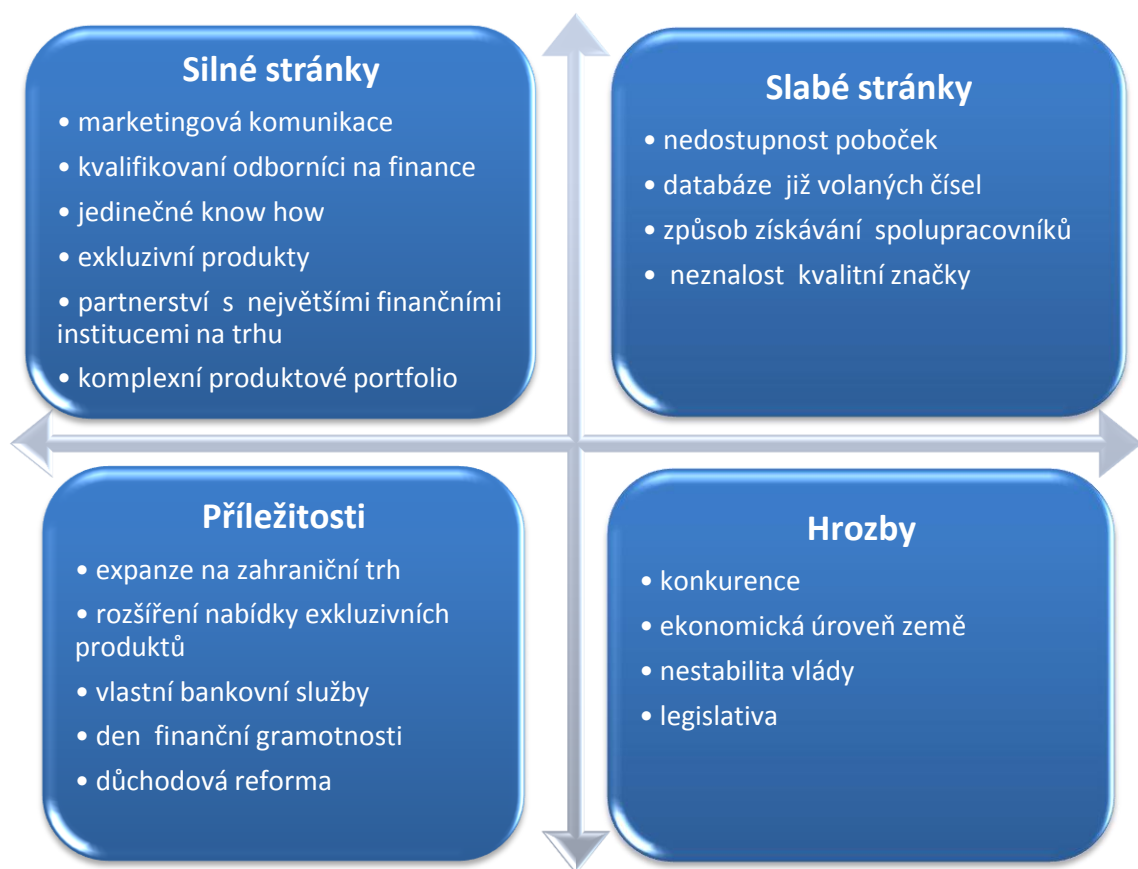 Silné stránky
• marketingová komunikace
• kvalifikovaní odborníci na finance
• jedinečné know how
• exkluzivní produkty
• partnerství s největšími finančními
institucemi na trhu
• komplexní produktové portfolio
Slabé stránky
• nedostupnost poboček
• databáze již volaných čísel
• způsob získávání spolupracovníků
• neznalost kvalitní značky
Příležitosti
• expanze na zahraniční trh
• rozšíření nabídky exkluzivních
produktů
• vlastní bankovní služby
• den finanční gramotnosti
• důchodová reforma
Hrozby
• konkurence
• ekonomická úroveň země
• nestabilita vlády
• legislativa